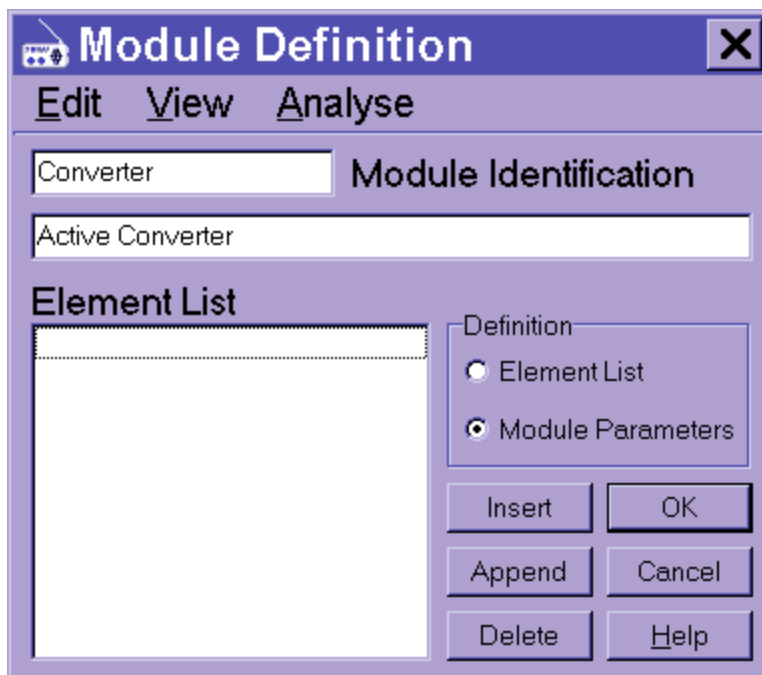 Module Definition
Edit View Analyse
Converter Module Identification
Active Converter
Element List
Definition
Element List
Module Parameters
Insert OK
Append Cancel
Delete Help